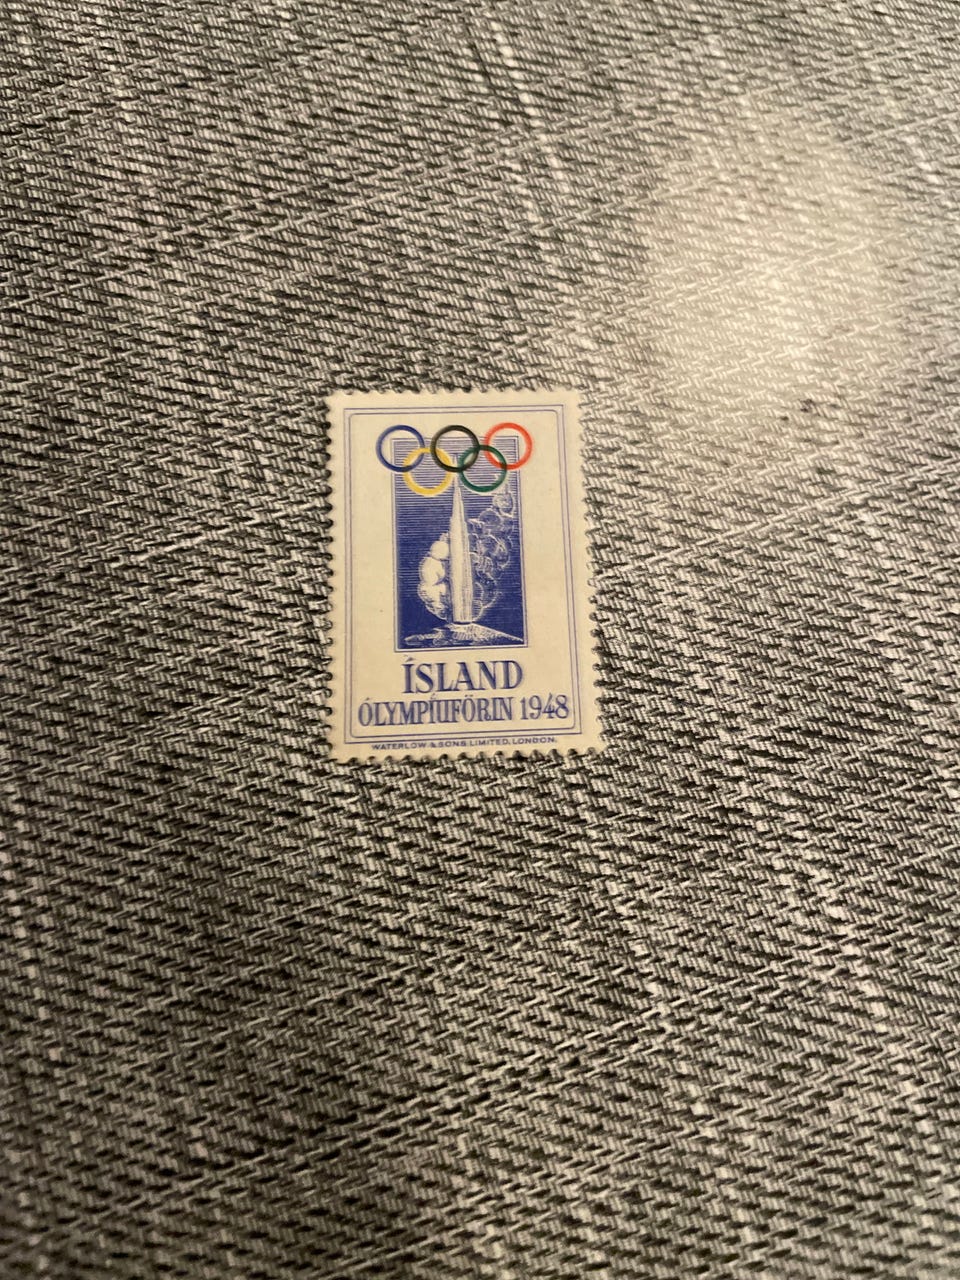 ÍSLAND
ÓLYMPÍUFÖRIN 1948
WATERLOW & SONS LIMITED, LONDON.